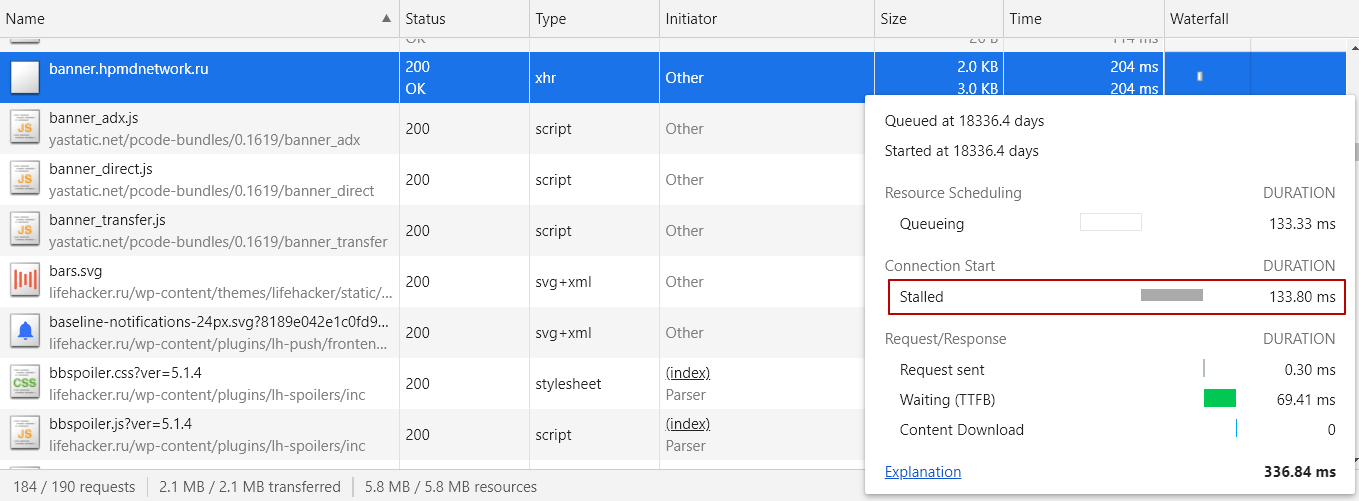 Name Status Type Initiator Size Time Waterfall
OK 20 B 114 ms
banner.hpmdnetwork.ru 200 OK xhr Other 2.0 KB 3.0 KB 204 ms 204 ms
banner_adx.js
yastatic.net/pcode-bundles/0.1619/banner_adx 200 script Other
banner_direct.js
yastatic.net/pcode-bundles/0.1619/banner_direct 200 script Other
banner_transfer.js
yastatic.net/pcode-bundles/0.1619/banner_transfer 200 script Other
bars.svg
lifehacker.ru/wp-content/themes/lifehacker/static/... 200 svg+xml Other
baseline-notifications-24px.svg?8189e042e1c0fd9...
lifehacker.ru/wp-content/plugins/lh-push/fronten... 200 svg+xml Other
bbspoiler.css?ver=5.1.4
lifehacker.ru/wp-content/plugins/lh-spoilers/inc 200 stylesheet (index) Parser
bbspoiler.js?ver=5.1.4
lifehacker.ru/wp-content/plugins/lh-spoilers/inc 200 script (index) Parser
JS
JS
JS
CSS
JS
Queued at 18336.4 days
Started at 18336.4 days
Resource Scheduling DURATION
Queueing 133.33 ms
Connection Start DURATION
Stalled 133.80 ms
Request/Response DURATION
Request sent 0.30 ms
Waiting (TTFB) 69.41 ms
Content Download 0
Explanation 336.84 ms
184 / 190 requests 2.1 MB / 2.1 MB transferred 5.8 MB / 5.8 MB resources